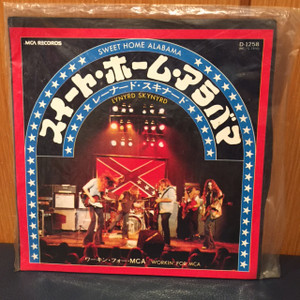 MCA RECORDS
D-1258
SWEET HOME ALABAMA
スイート・ホーム・アラバマ
レーナード・スキナード
LYNYRD SKYNYRD
ワーキン・フォー・MCA / WORKIN' FOR MCA